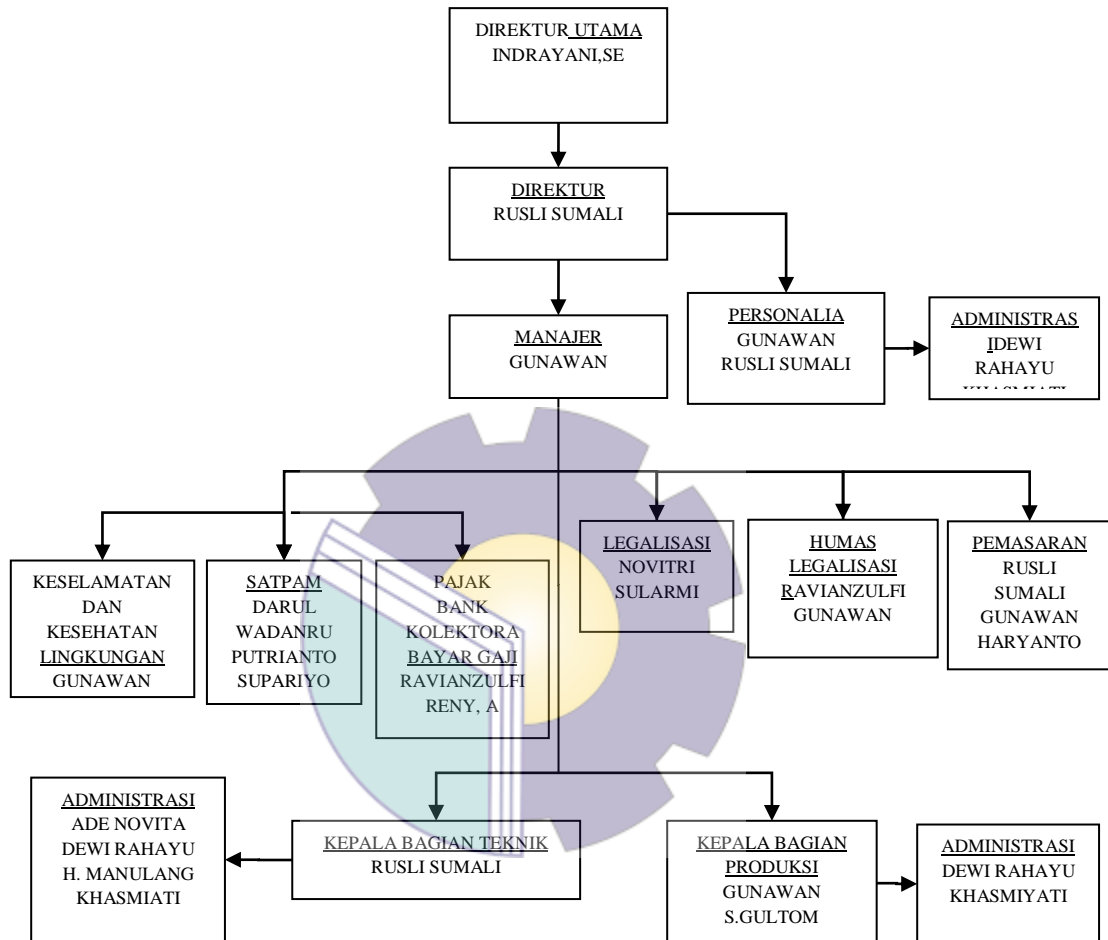 DIREKTUR UTAMA
INDRAYANI,SE
DIREKTUR
RUSLI SUMALI
MANAJER
GUNAWAN
PERSONALIA
GUNAWAN
RUSLI SUMALI
ADMINISTRAS
IDEWI
RAHAYU
KHASMIATI
KESELAMATAN
DAN
KESEHATAN
LINGKUNGAN
GUNAWAN
SATPAM
DARUL
WADANRU
PUTRIANTO
SUPARIYO
PAJAK
BANK
KOLEKTORA
BAYAR GAJI
RAVIANZULFI
RENY, A
LEGALISASI
NOVITRI
SULARMI
HUMAS
LEGALISASI
RAVIANZULFI
GUNAWAN
PEMASARAN
RUSLI
SUMALI
GUNAWAN
HARYANTO
ADMINISTRASI
ADE NOVITA
DEWI RAHAYU
H. MANULANG
KHASMIATI
KEPALA BAGIAN TEKNIK
RUSLI SUMALI
KEPALA BAGIAN
PRODUKSI
GUNAWAN
S.GULTOM
ADMINISTRASI
DEWI RAHAYU
KHASMIYATI